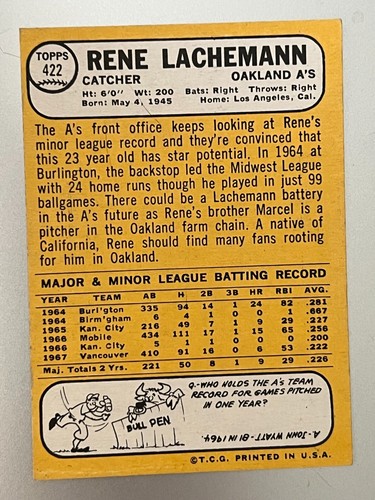 TOPPS
422
RENE LACHEMANN
CATCHER OAKLAND A'S
Ht: 6'0" Wt: 200 Bats: Right Throws: Right
Born: May 4, 1945 Home: Los Angeles, Cal.
The A's front office keeps looking at Rene's
minor league record and they're convinced that
this 23 year old has star potential. In 1964 at
Burlington, the backstop led the Midwest League
with 24 home runs though he played in just 99
ballgames. There could be a Lachemann battery
in the A's future as Rene's brother Marcel is a
pitcher in the Oakland farm chain. A native of
California, Rene should find many fans rooting
for him in Oakland.
MAJOR & MINOR LEAGUE BATTING RECORD
YEAR TEAM AB H 2B 3B HR RBI AVG.
1964 Burl'gton 335 94 14 1 24 82 .281
1964 Birm'gham 6 4 1 0 0 1 .667
1965 Kan. City 216 49 7 1 9 29 .227
1966 Mobile 434 111 17 1 15 65 .256
1966 Kan. City 5 1 1 0 0 0 .200
1967 Vancouver 410 91 16 0 6 53 .222
Maj. Totals 2 Yrs. 221 50 8 1 9 29 .226
BULL PEN
Q.-WHO HOLDS THE A'S TEAM
RECORD FOR GAMES PITCHED
IN ONE YEAR?
A.-JOHN WYATT-81 IN 1964.
©T.C.G. PRINTED IN U.S.A.